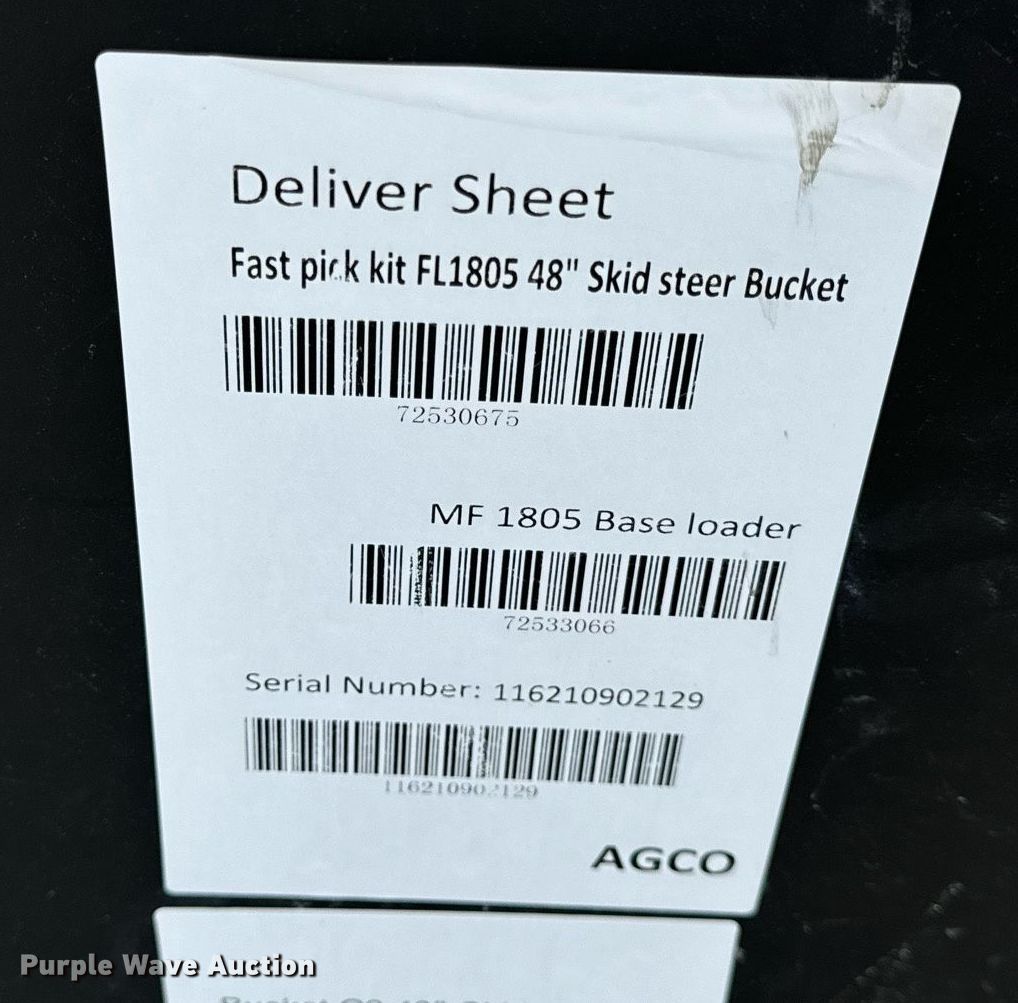 Deliver Sheet
Fast pick kit FL1805 48" Skid steer Bucket
72530675
MF 1805 Base loader
72533066
Serial Number: 116210902129
116210902129
AGCO
Purple Wave Auction